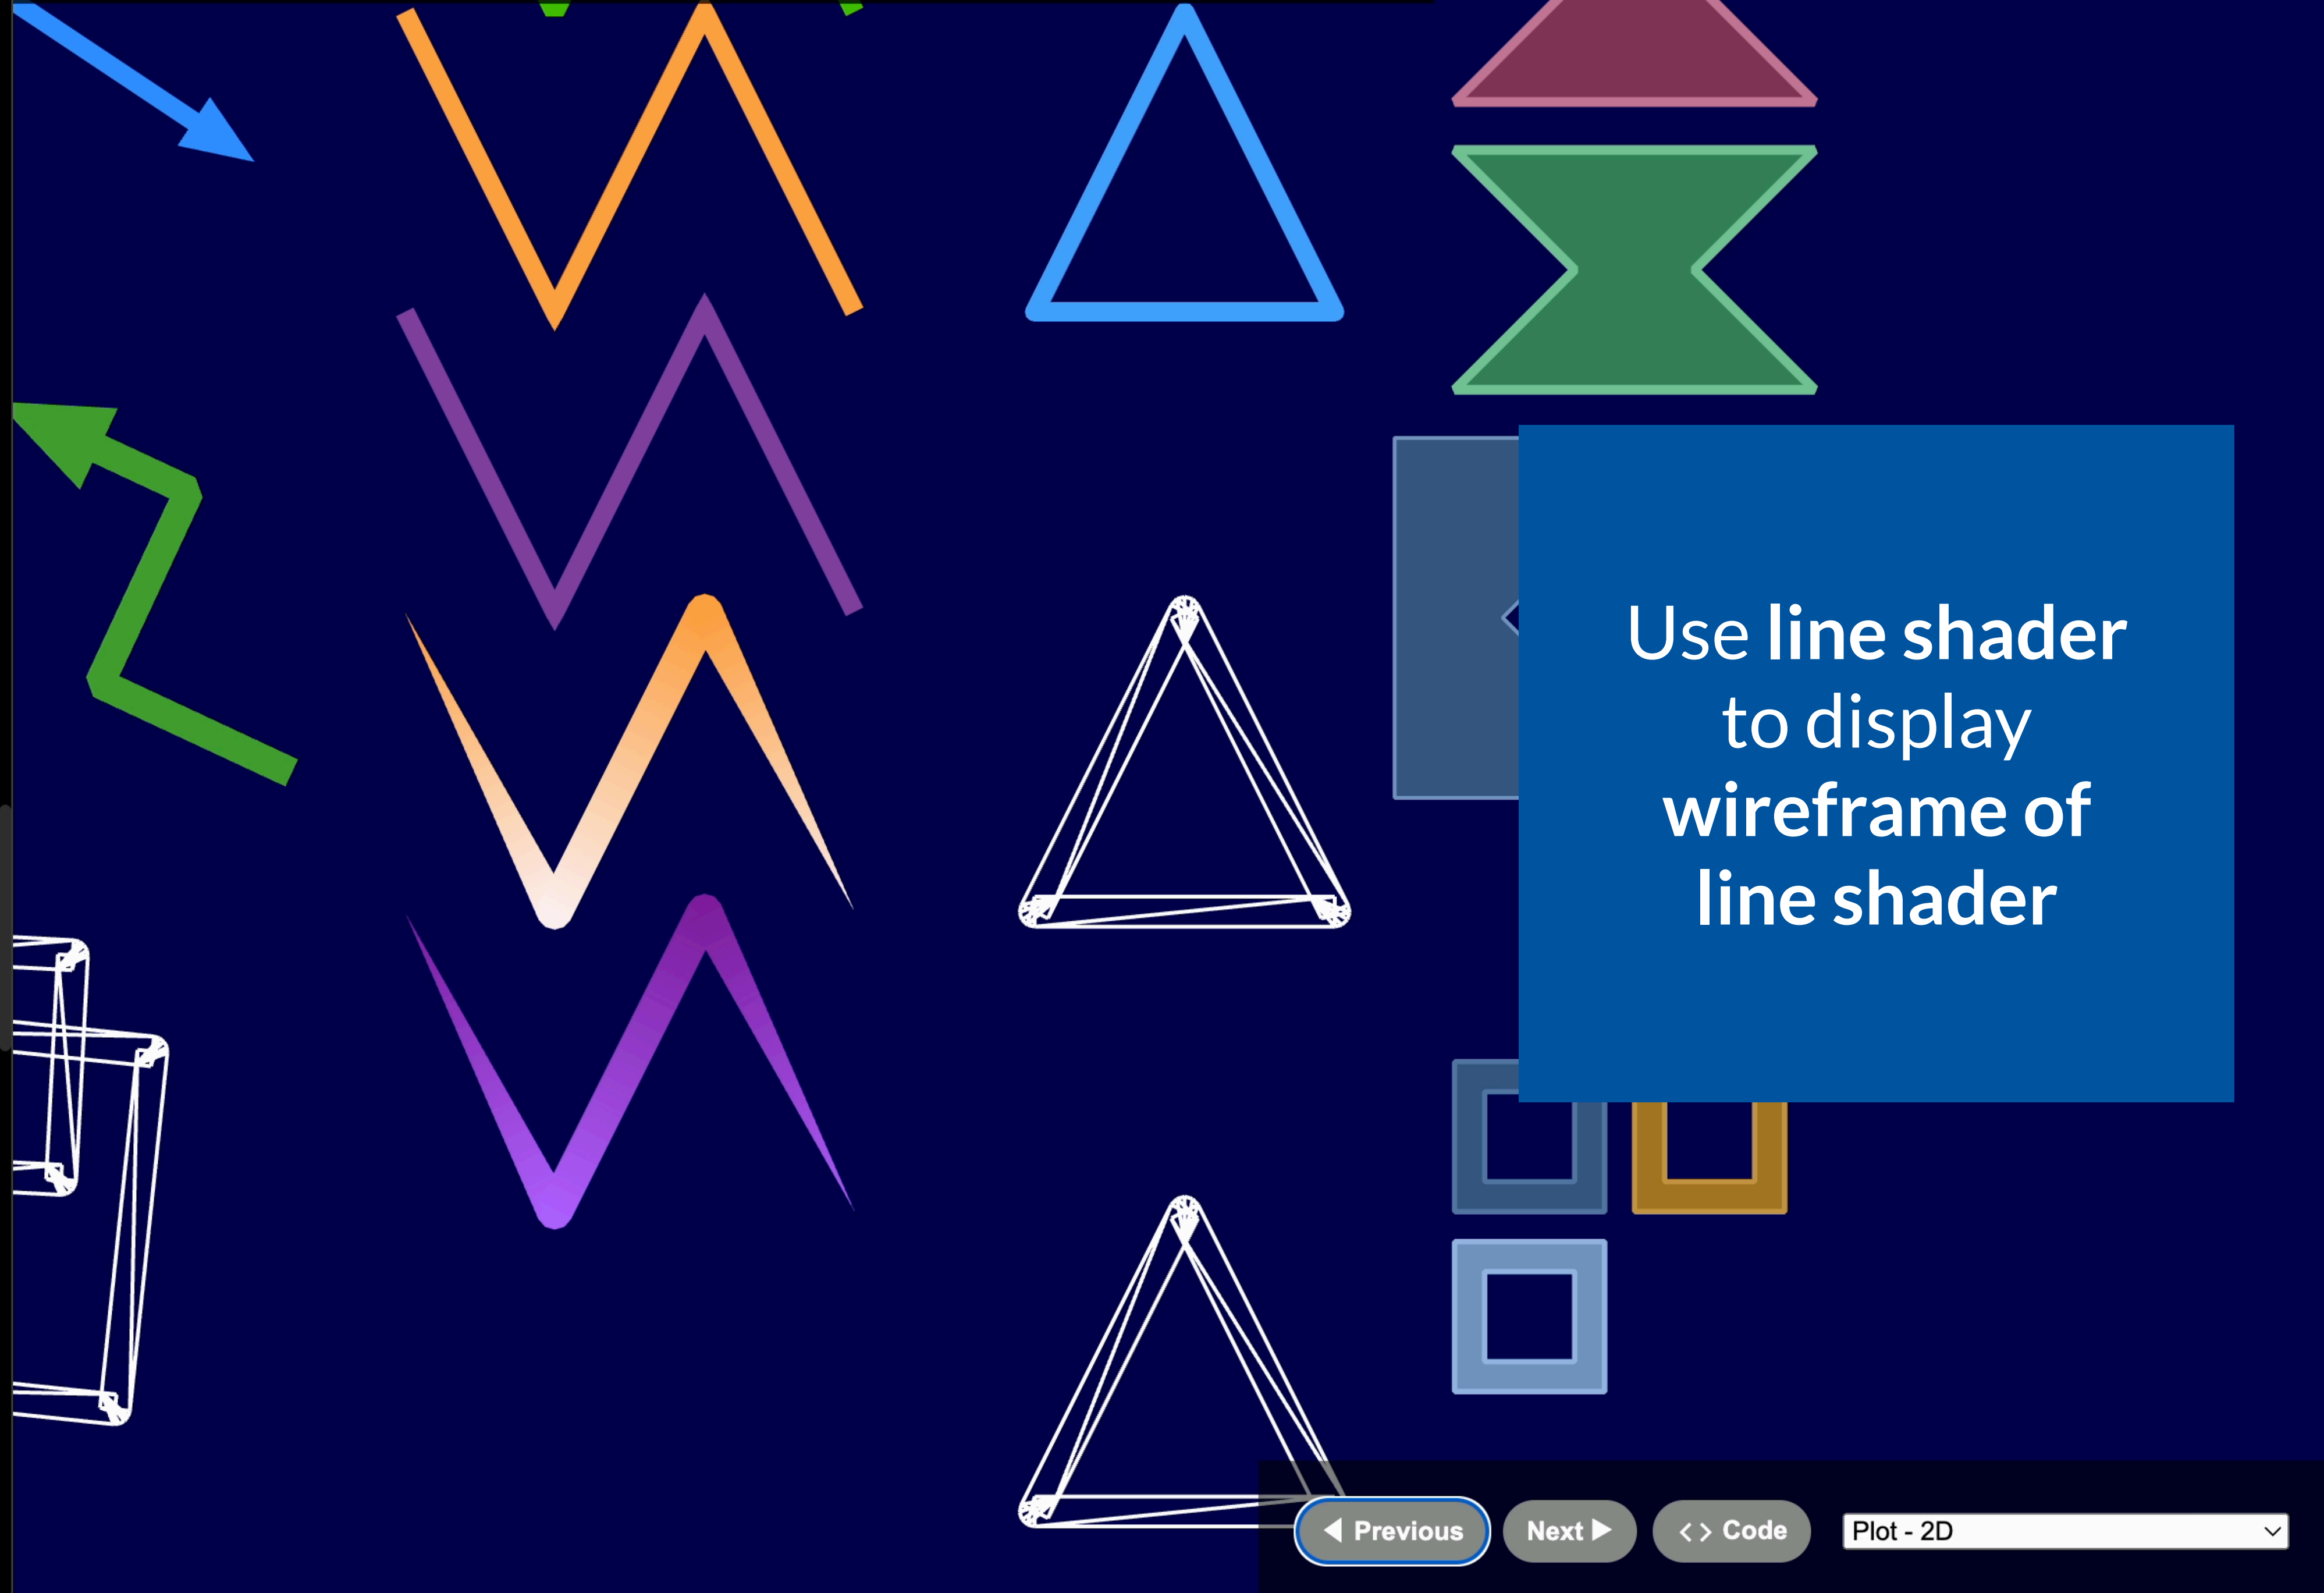 Use line shader
to display
wireframe of
line shader
Previous
Next
Code
Plot - 2D